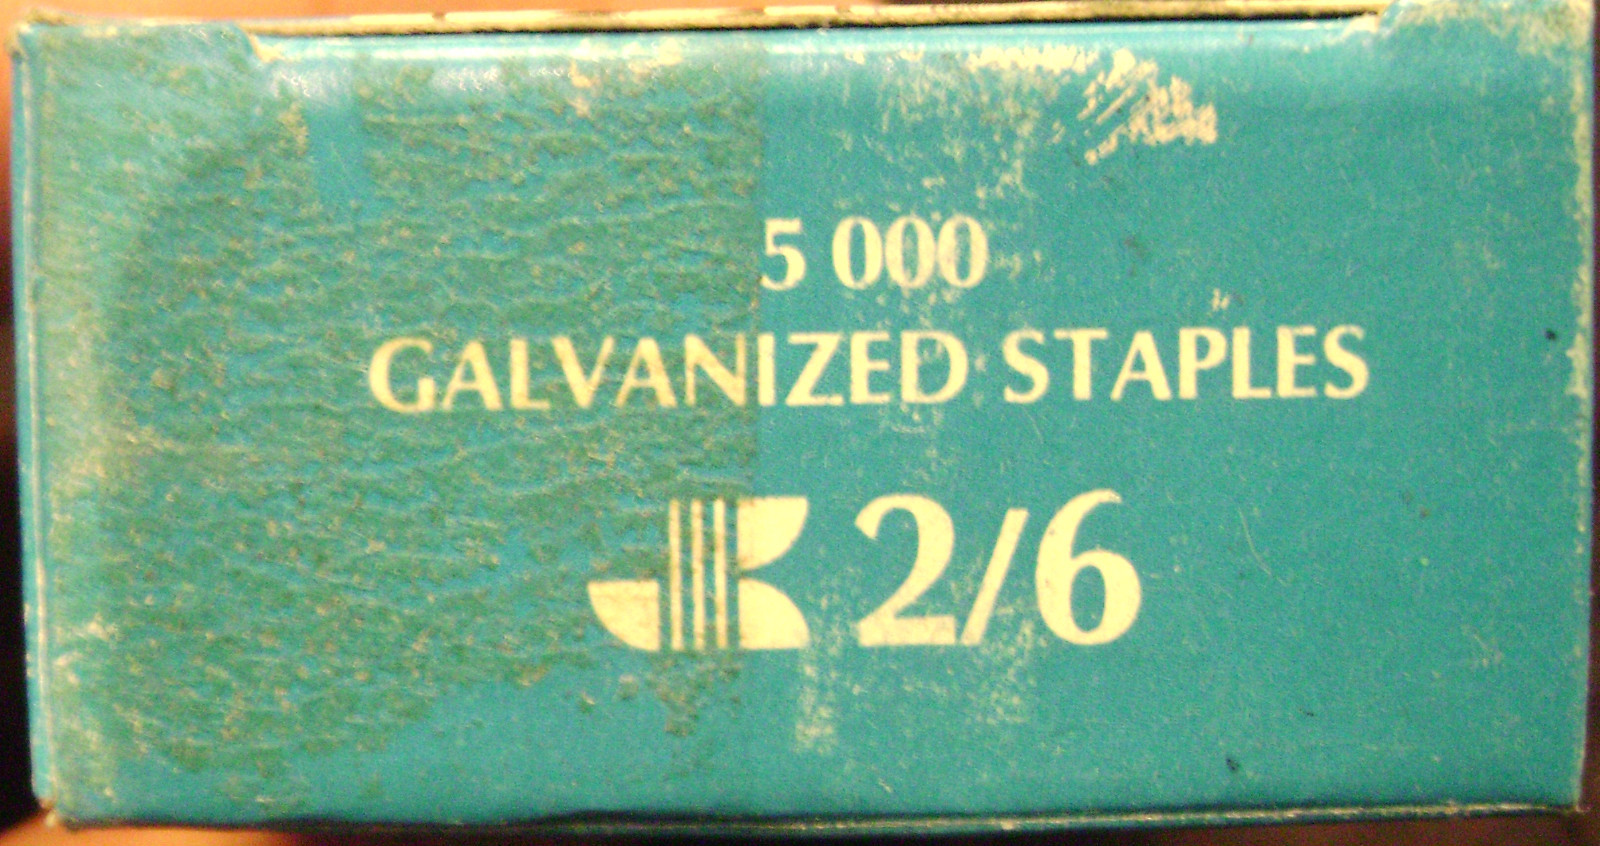 5 000
GALVANIZED STAPLES
2/6